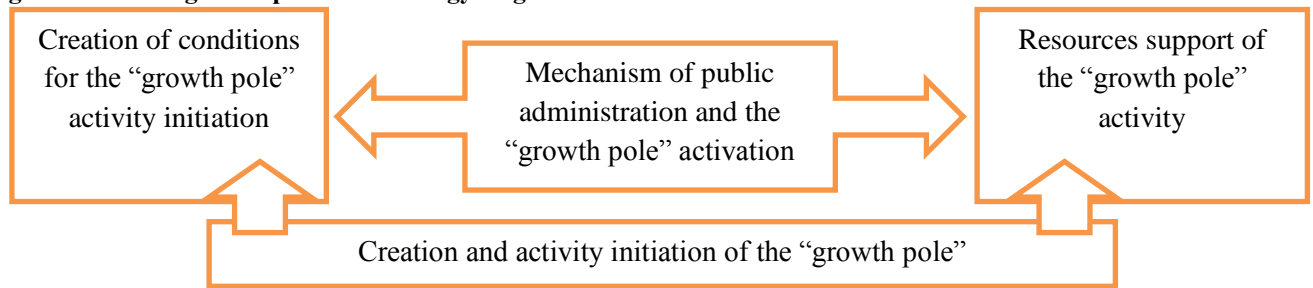 Creation of conditions
for the “growth pole”
activity initiation
Mechanism of public
administration and the
“growth pole” activation
Resources support of
the “growth pole”
activity
Creation and activity initiation of the “growth pole”